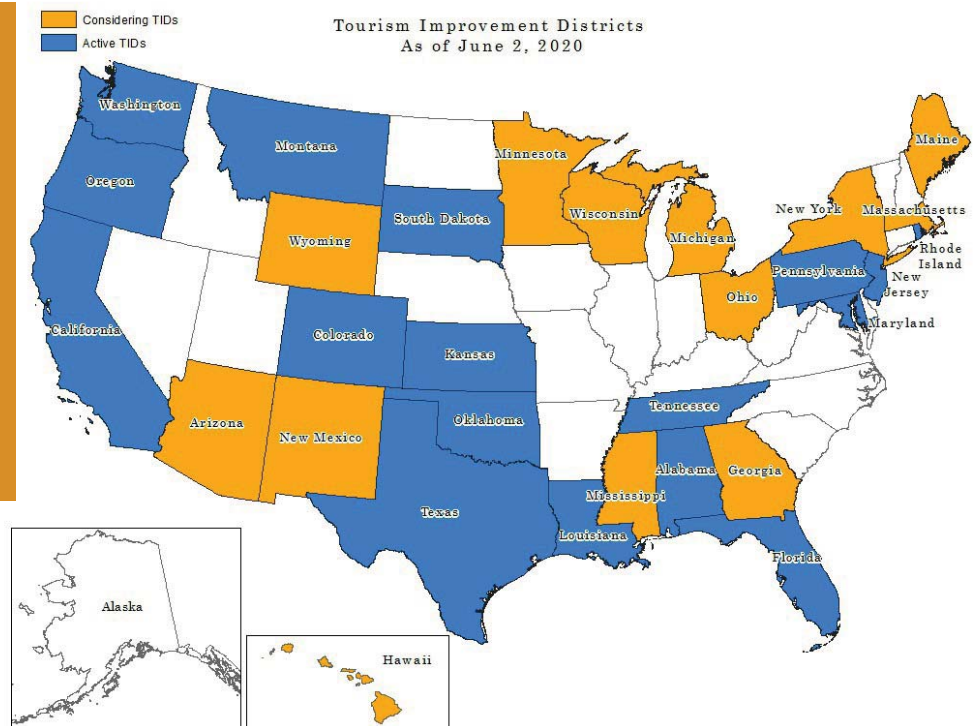 Considering TIDs
Active TIDs
Tourism Improvement Districts
As of June 2, 2020
Washington
Montana
Oregon
Minnesota
Maine
South Dakota
Wisconsin
New York
Massachusetts
Wyoming
Michigan
Rhode
Island
Pennsylvania
New
Jersey
Ohio
Maryland
California
Colorado
Kansas
Tennessee
Arizona
New Mexico
Oklahoma
Alabama
Georgia
Mississippi
Texas
Louisiana
Florida
Alaska
Hawaii